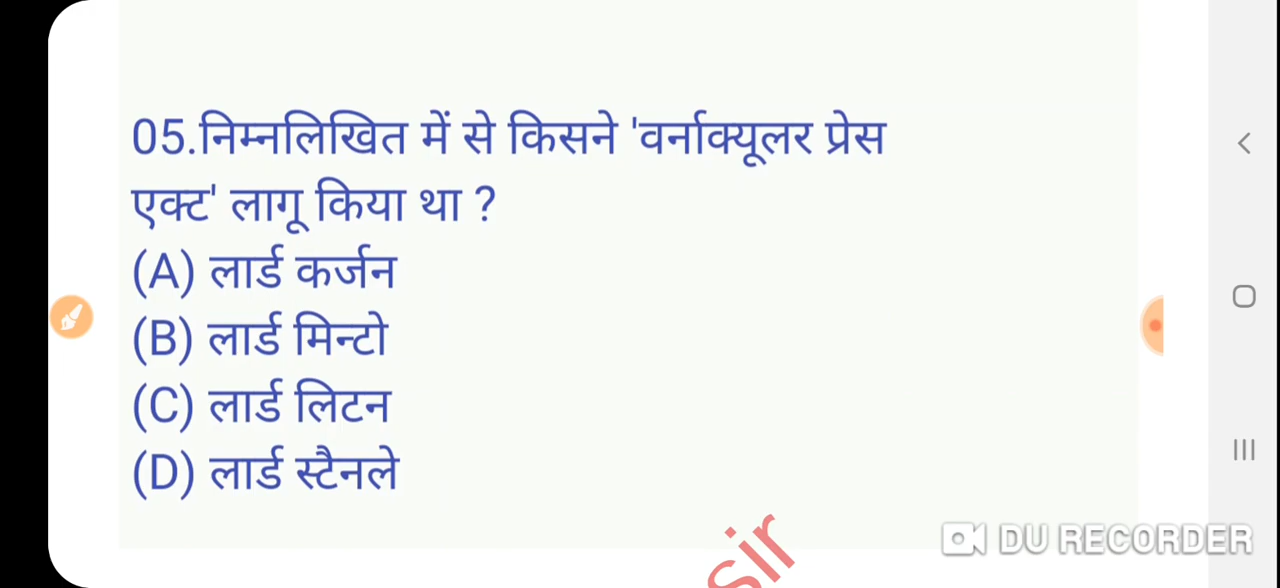 05.निम्नलिखित में से किसने 'वर्नाक्यूलर प्रेस
एक्ट' लागू किया था ?
(A) लार्ड कर्जन
(B) लार्ड मिन्टो
(C) लार्ड लिटन
(D) लार्ड स्टैनले
sir
DU RECORDER